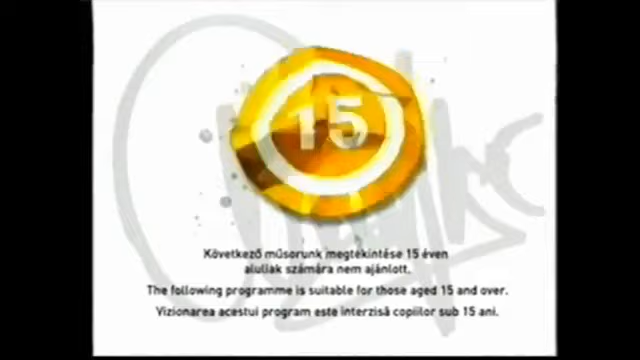 15
Következő műsorunk megtekintése 15 éven
aluliak számára nem ajánlott.
The following programme is suitable for those aged 15 and over.
Vizionarea acestui program este interzisă copiilor sub 15 ani.